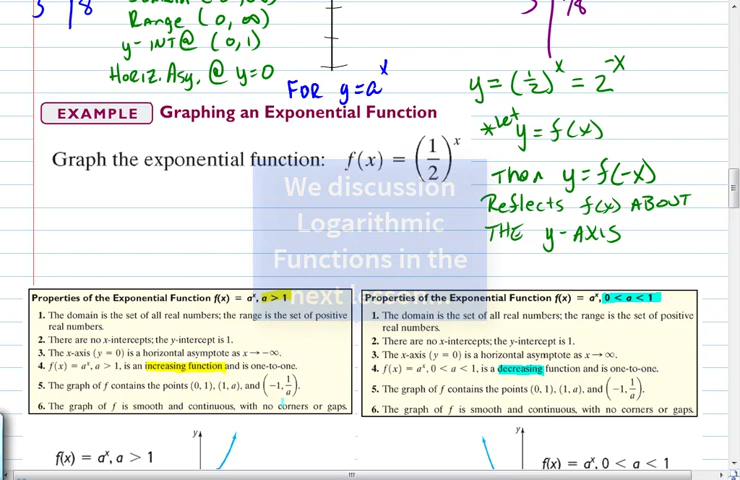 3 | 8
Range (0, ∞)
y-INT @ (0, 1)
Horiz. Asy. @ y=0
For y=a^x
3 | 1/8
y = (1/2)^x = 2^-x
*Let y = f(x)
Then y = f(-x)
Reflects f(x) ABOUT
THE y-AXIS
EXAMPLE Graphing an Exponential Function
Graph the exponential function: f(x) = (1/2)^x
We discussion
Logarithmic
Functions in the
next lesson.
Properties of the Exponential Function f(x) = a^x, a > 1
1. The domain is the set of all real numbers; the range is the set of positive
real numbers.
2. There are no x-intercepts; the y-intercept is 1.
3. The x-axis (y = 0) is a horizontal asymptote as x → −∞.
4. f(x) = a^x, a > 1, is an increasing function and is one-to-one.
5. The graph of f contains the points (0, 1), (1, a), and (−1, 1/a).
6. The graph of f is smooth and continuous, with no corners or gaps.
Properties of the Exponential Function f(x) = a^x, 0 < a < 1
1. The domain is the set of all real numbers; the range is the set of positive
real numbers.
2. There are no x-intercepts; the y-intercept is 1.
3. The x-axis (y = 0) is a horizontal asymptote as x → ∞.
4. f(x) = a^x, 0 < a < 1, is a decreasing function and is one-to-one.
5. The graph of f contains the points (0, 1), (1, a), and (−1, 1/a).
6. The graph of f is smooth and continuous, with no corners or gaps.
f(x) = a^x, a > 1
y
y
f(x) = a^x, 0 < a < 1